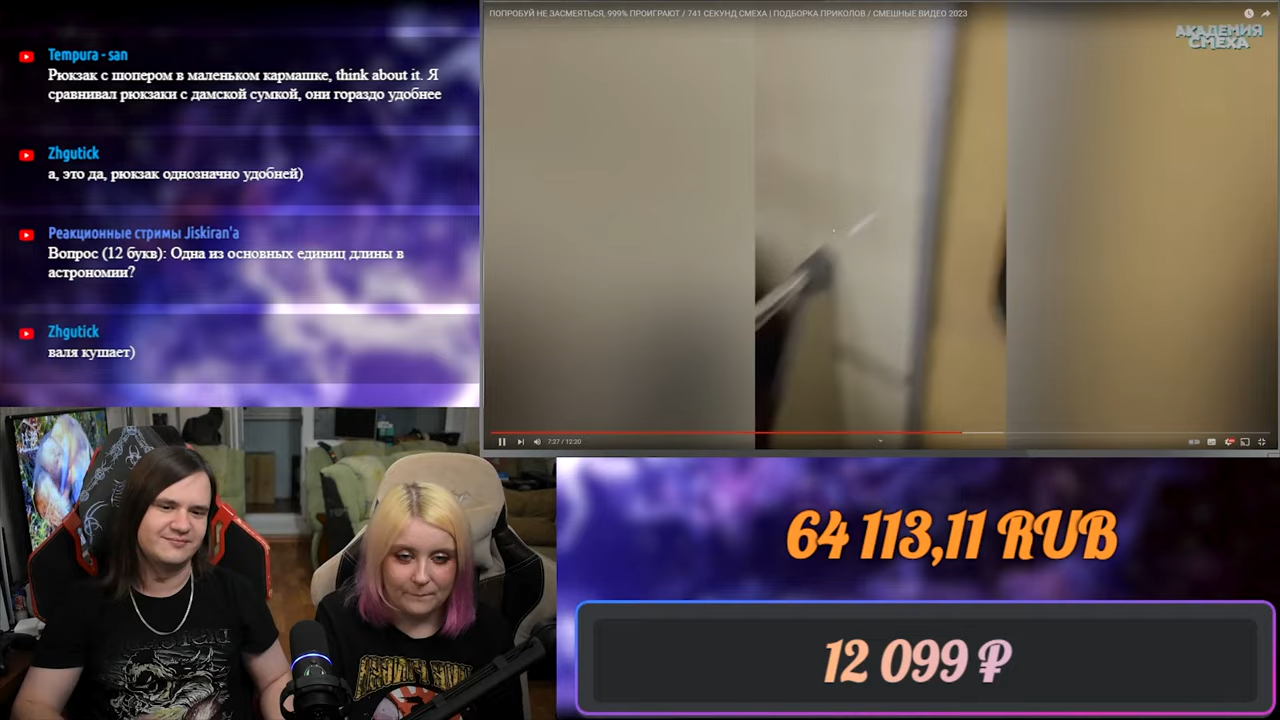 Tempura - san
Рюкзак с шопером в маленьком кармашке, think about it. Я
сравнивал рюкзаки с дамской сумкой, они гораздо удобнее
Zhgutick
а, это да, рюкзак однозначно удобней)
Реакционные стримы Jiskiran'a
Вопрос (12 букв): Одна из основных единиц длины в
астрономии?
Zhgutick
валя кушает)
ПОПРОБУЙ НЕ ЗАСМЕЯТЬСЯ, 999% ПРОИГРАЮТ / 741 СЕКУНД СМЕХА | ПОДБОРКА ПРИКОЛОВ / СМЕШНЫЕ ВИДЕО 2023
АКАДЕМИЯ
СМЕХА
7:27 / 12:20
64 113,11 RUB
12 099 ₽